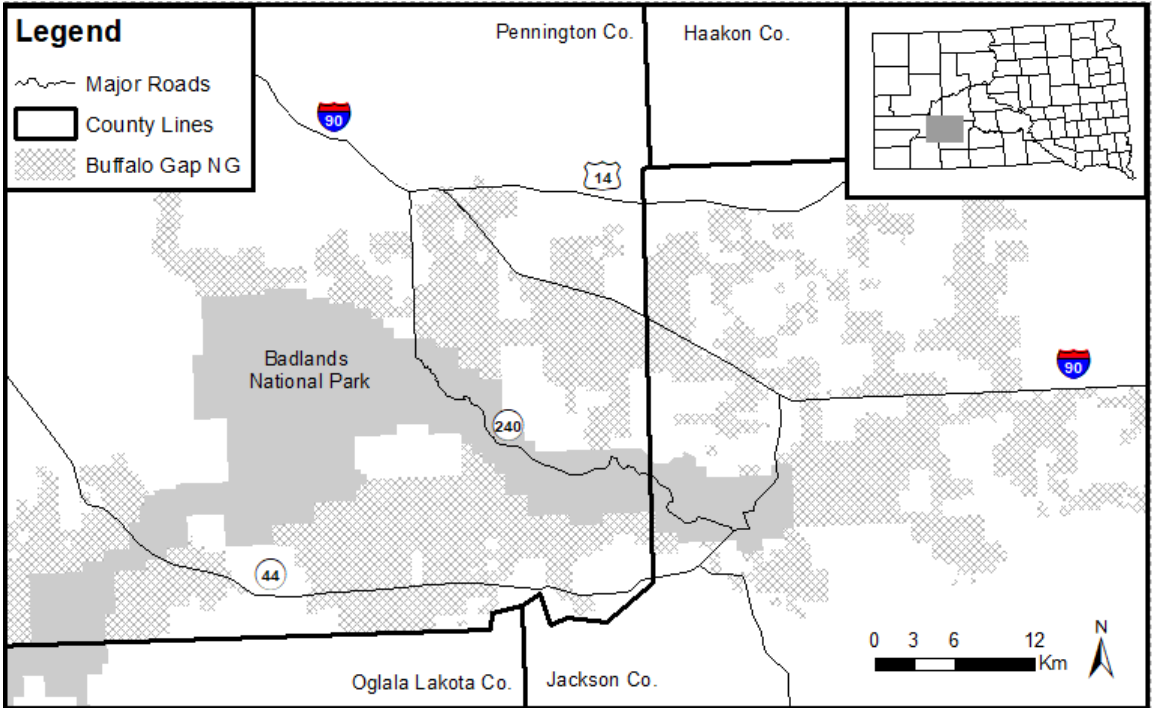 Legend
Major Roads
County Lines
Buffalo Gap NG
Pennington Co.
Haakon Co.
90
14
Badlands
National Park
90
240
44
0 3 6 12
Km
N
Oglala Lakota Co.
Jackson Co.